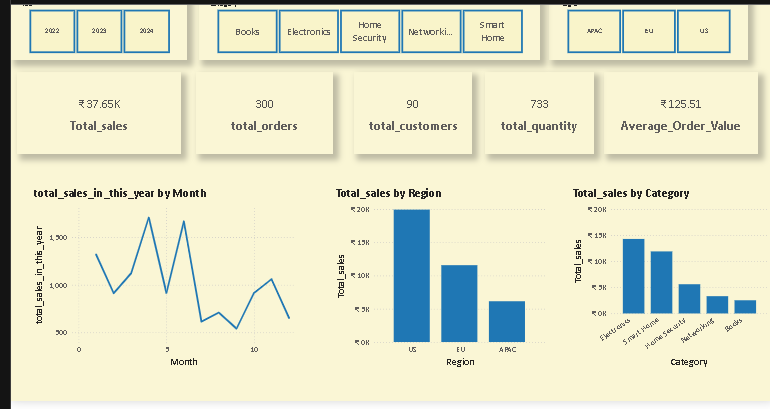 2022 2023 2024
Books Electronics Home Security Networki... Smart Home
APAC EU US
₹37.65K 300 90 733 ₹125.51
Total_sales total_orders total_customers total_quantity Average_Order_Value
total_sales_in_this_year by Month
total_sales_in_this_year
1,500
1,000
500
0 5 10
Month
Total_sales by Region
Total_sales
₹20K
₹15K
₹10K
₹5K
₹0K
US EU APAC
Region
Total_sales by Category
Total_sales
₹20K
₹15K
₹10K
₹5K
₹0K
Electronics Smart Home Home Security Networking Books
Category